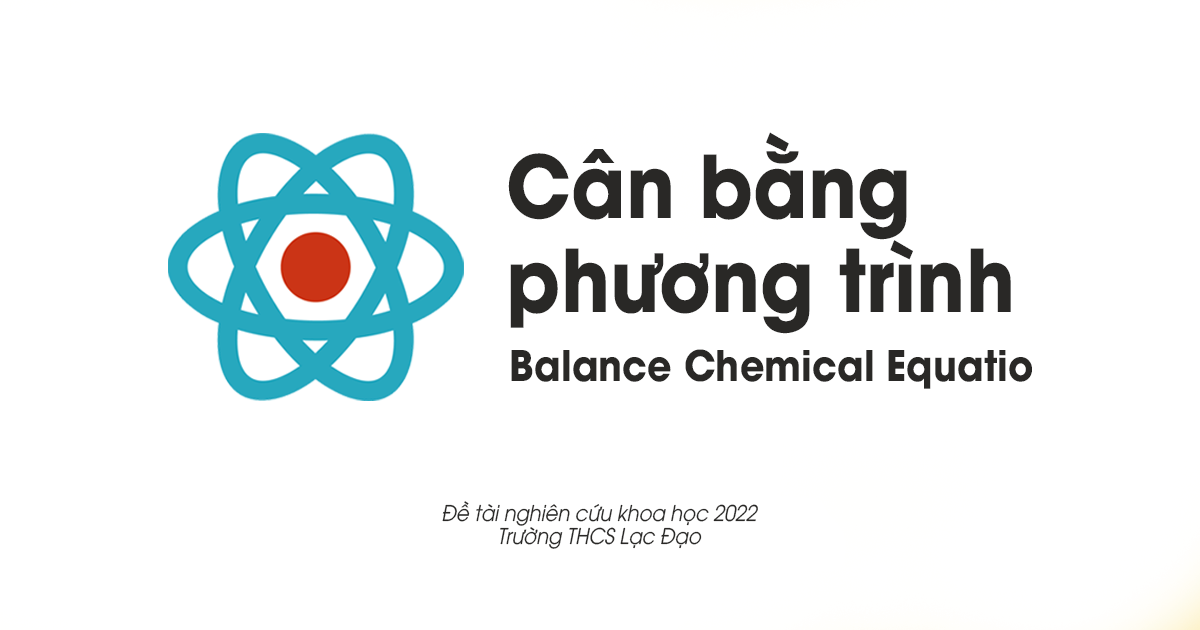 Cân bằng
phương trình
Balance Chemical Equatio
Đề tài nghiên cứu khoa học 2022
Trường THCS Lạc Đạo